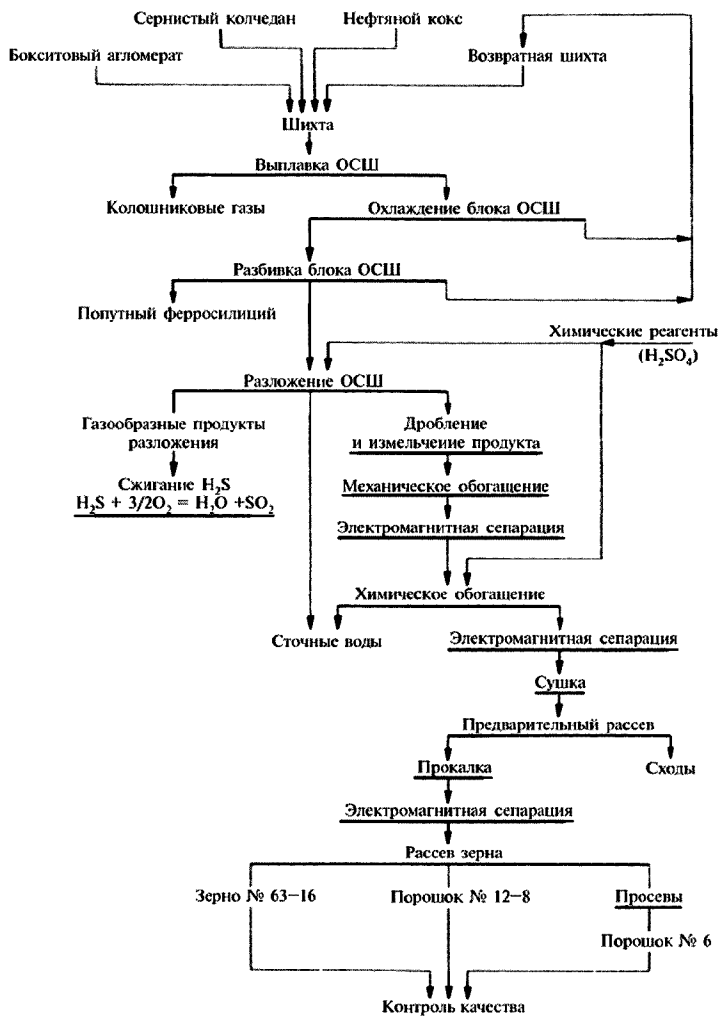 Сернистый колчедан
Нефтяной кокс
Бокситовый агломерат
Возвратная шихта
Шихта
Выплавка ОСШ
Колошниковые газы
Охлаждение блока ОСШ
Разбивка блока ОСШ
Попутный ферросилиций
Химические реагенты
(H₂SO₄)
Разложение ОСШ
Газообразные продукты
разложения
Дробление
и измельчение продукта
Сжигание H₂S
H₂S + 3/2O₂ = H₂O +SO₂
Механическое обогащение
Электромагнитная сепарация
Химическое обогащение
Сточные воды
Электромагнитная сепарация
Сушка
Предварительный рассев
Прокалка
Сходы
Электромагнитная сепарация
Рассев зерна
Зерно № 63−16
Порошок № 12−8
Просевы
Порошок № 6
Контроль качества